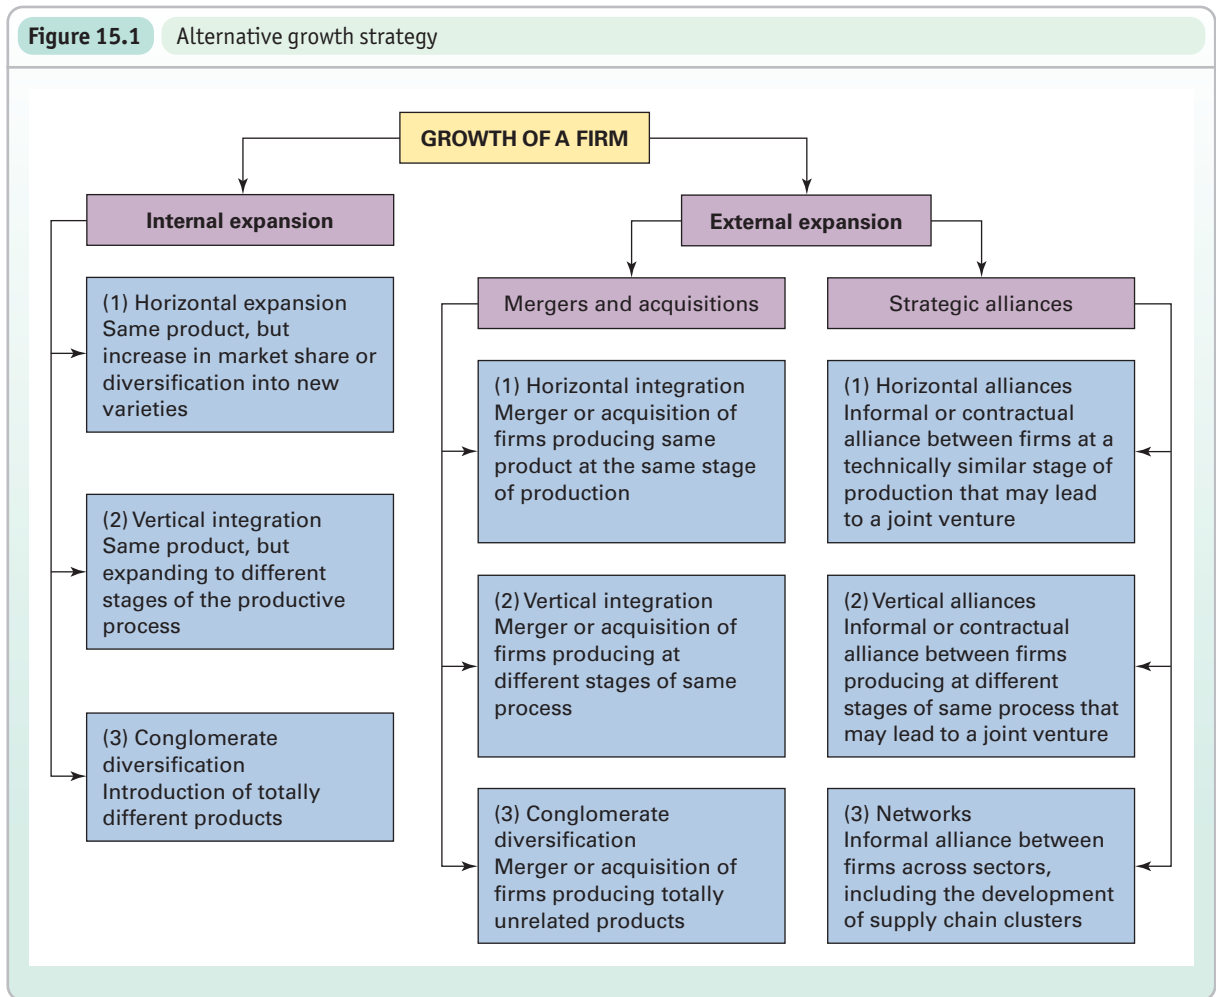 Figure 15.1
Alternative growth strategy
GROWTH OF A FIRM
Internal expansion
(1) Horizontal expansion
Same product, but
increase in market share or
diversification into new
varieties
(2) Vertical integration
Same product, but
expanding to different
stages of the productive
process
(3) Conglomerate
diversification
Introduction of totally
different products
External expansion
Mergers and acquisitions
(1) Horizontal integration
Merger or acquisition of
firms producing same
product at the same stage
of production
(2) Vertical integration
Merger or acquisition of
firms producing at
different stages of same
process
(3) Conglomerate
diversification
Merger or acquisition of
firms producing totally
unrelated products
Strategic alliances
(1) Horizontal alliances
Informal or contractual
alliance between firms at a
technically similar stage of
production that may lead
to a joint venture
(2) Vertical alliances
Informal or contractual
alliance between firms
producing at different
stages of same process that
may lead to a joint venture
(3) Networks
Informal alliance between
firms across sectors,
including the development
of supply chain clusters